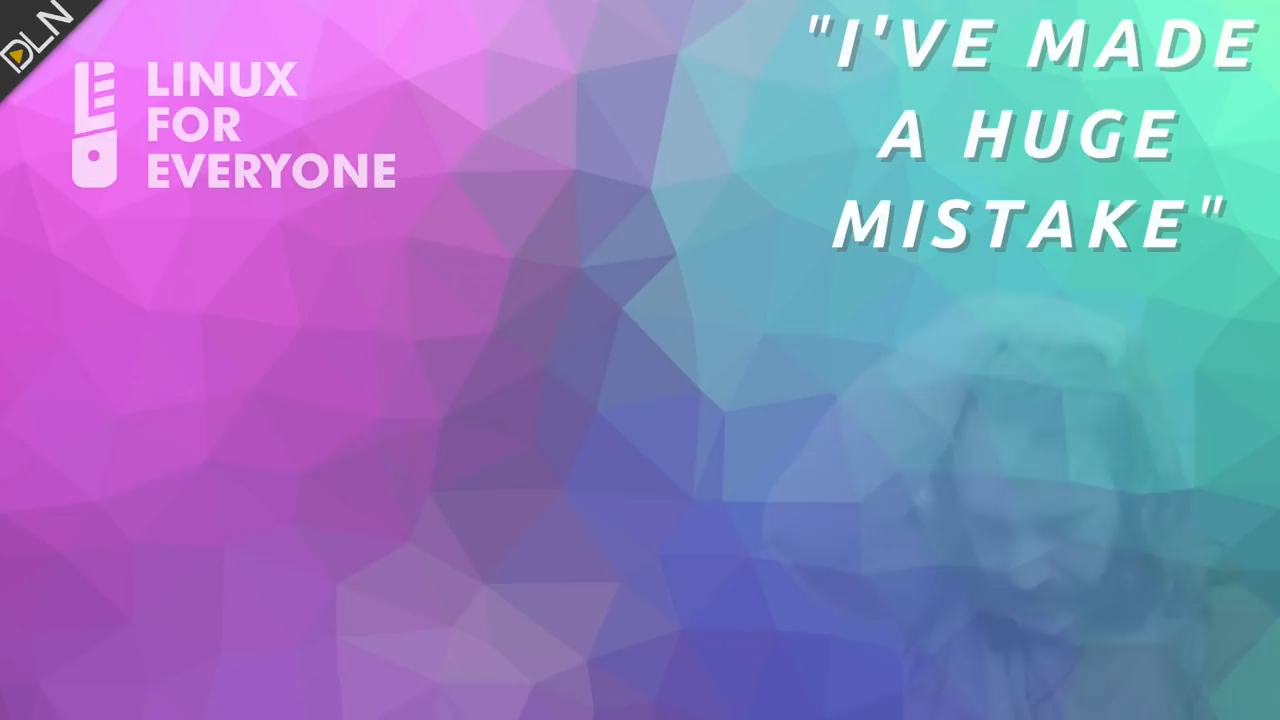 DLN
LINUX
FOR
EVERYONE
"I'VE MADE
A HUGE
MISTAKE"